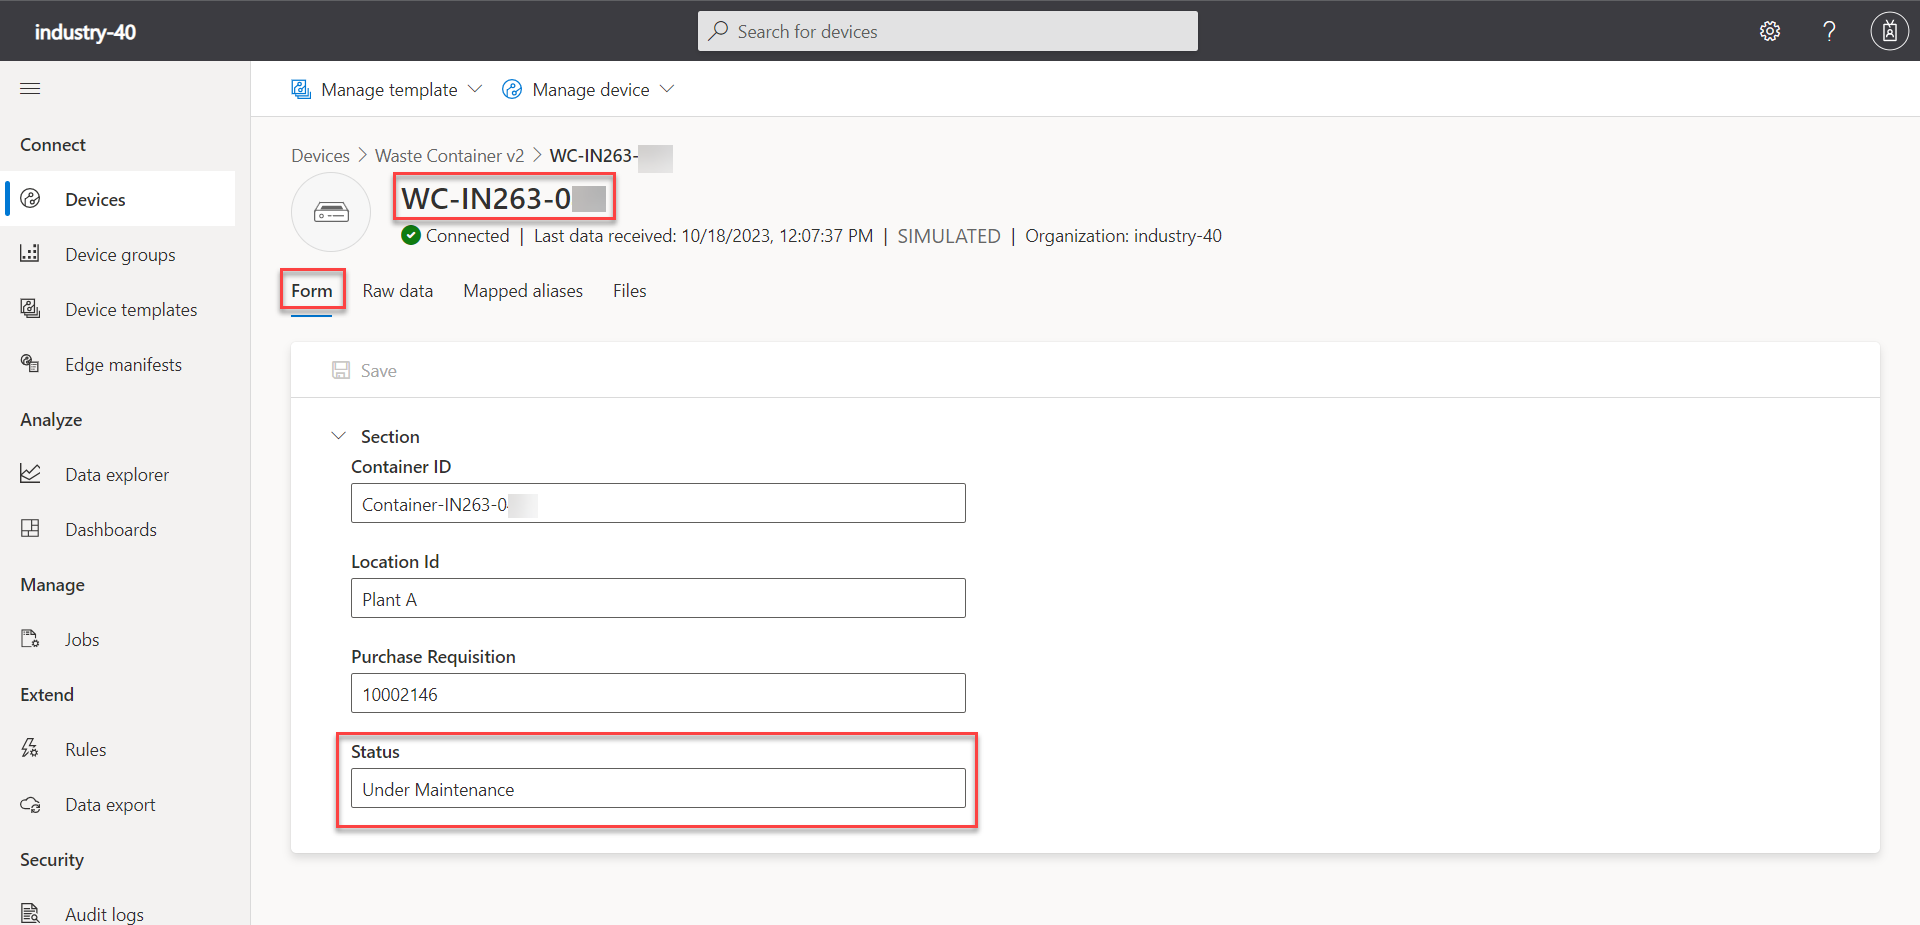 industry-40
Search for devices
?
Manage template
Manage device
Connect
Devices
Device groups
Device templates
Edge manifests
Analyze
Data explorer
Dashboards
Manage
Jobs
Extend
Rules
Data export
Security
Audit logs
Devices > Waste Container v2 > WC-IN263-
WC-IN263-0
Connected | Last data received: 10/18/2023, 12:07:37 PM | SIMULATED | Organization: industry-40
Form Raw data Mapped aliases Files
Save
Section
Container ID
Container-IN263-0
Location Id
Plant A
Purchase Requisition
10002146
Status
Under Maintenance